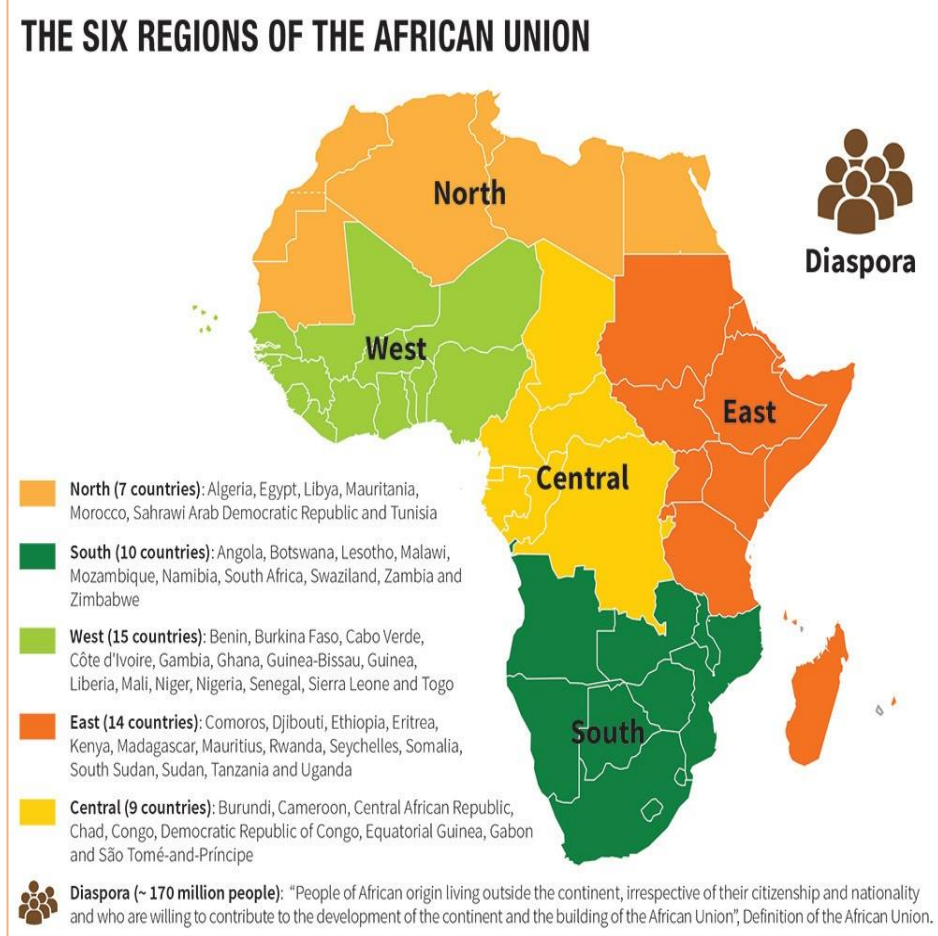 THE SIX REGIONS OF THE AFRICAN UNION
North
Diaspora
West
East
Central
South
North (7 countries): Algeria, Egypt, Libya, Mauritania,
Morocco, Sahrawi Arab Democratic Republic and Tunisia
South (10 countries): Angola, Botswana, Lesotho, Malawi,
Mozambique, Namibia, South Africa, Swaziland, Zambia and
Zimbabwe
West (15 countries): Benin, Burkina Faso, Cabo Verde,
Côte d'Ivoire, Gambia, Ghana, Guinea-Bissau, Guinea,
Liberia, Mali, Niger, Nigeria, Senegal, Sierra Leone and Togo
East (14 countries): Comoros, Djibouti, Ethiopia, Eritrea,
Kenya, Madagascar, Mauritius, Rwanda, Seychelles, Somalia,
South Sudan, Sudan, Tanzania and Uganda
Central (9 countries): Burundi, Cameroon, Central African Republic,
Chad, Congo, Democratic Republic of Congo, Equatorial Guinea, Gabon
and São Tomé-and-Príncipe
Diaspora (~ 170 million people): “People of African origin living outside the continent, irrespective of their citizenship and nationality
and who are willing to contribute to the development of the continent and the building of the African Union”, Definition of the African Union.